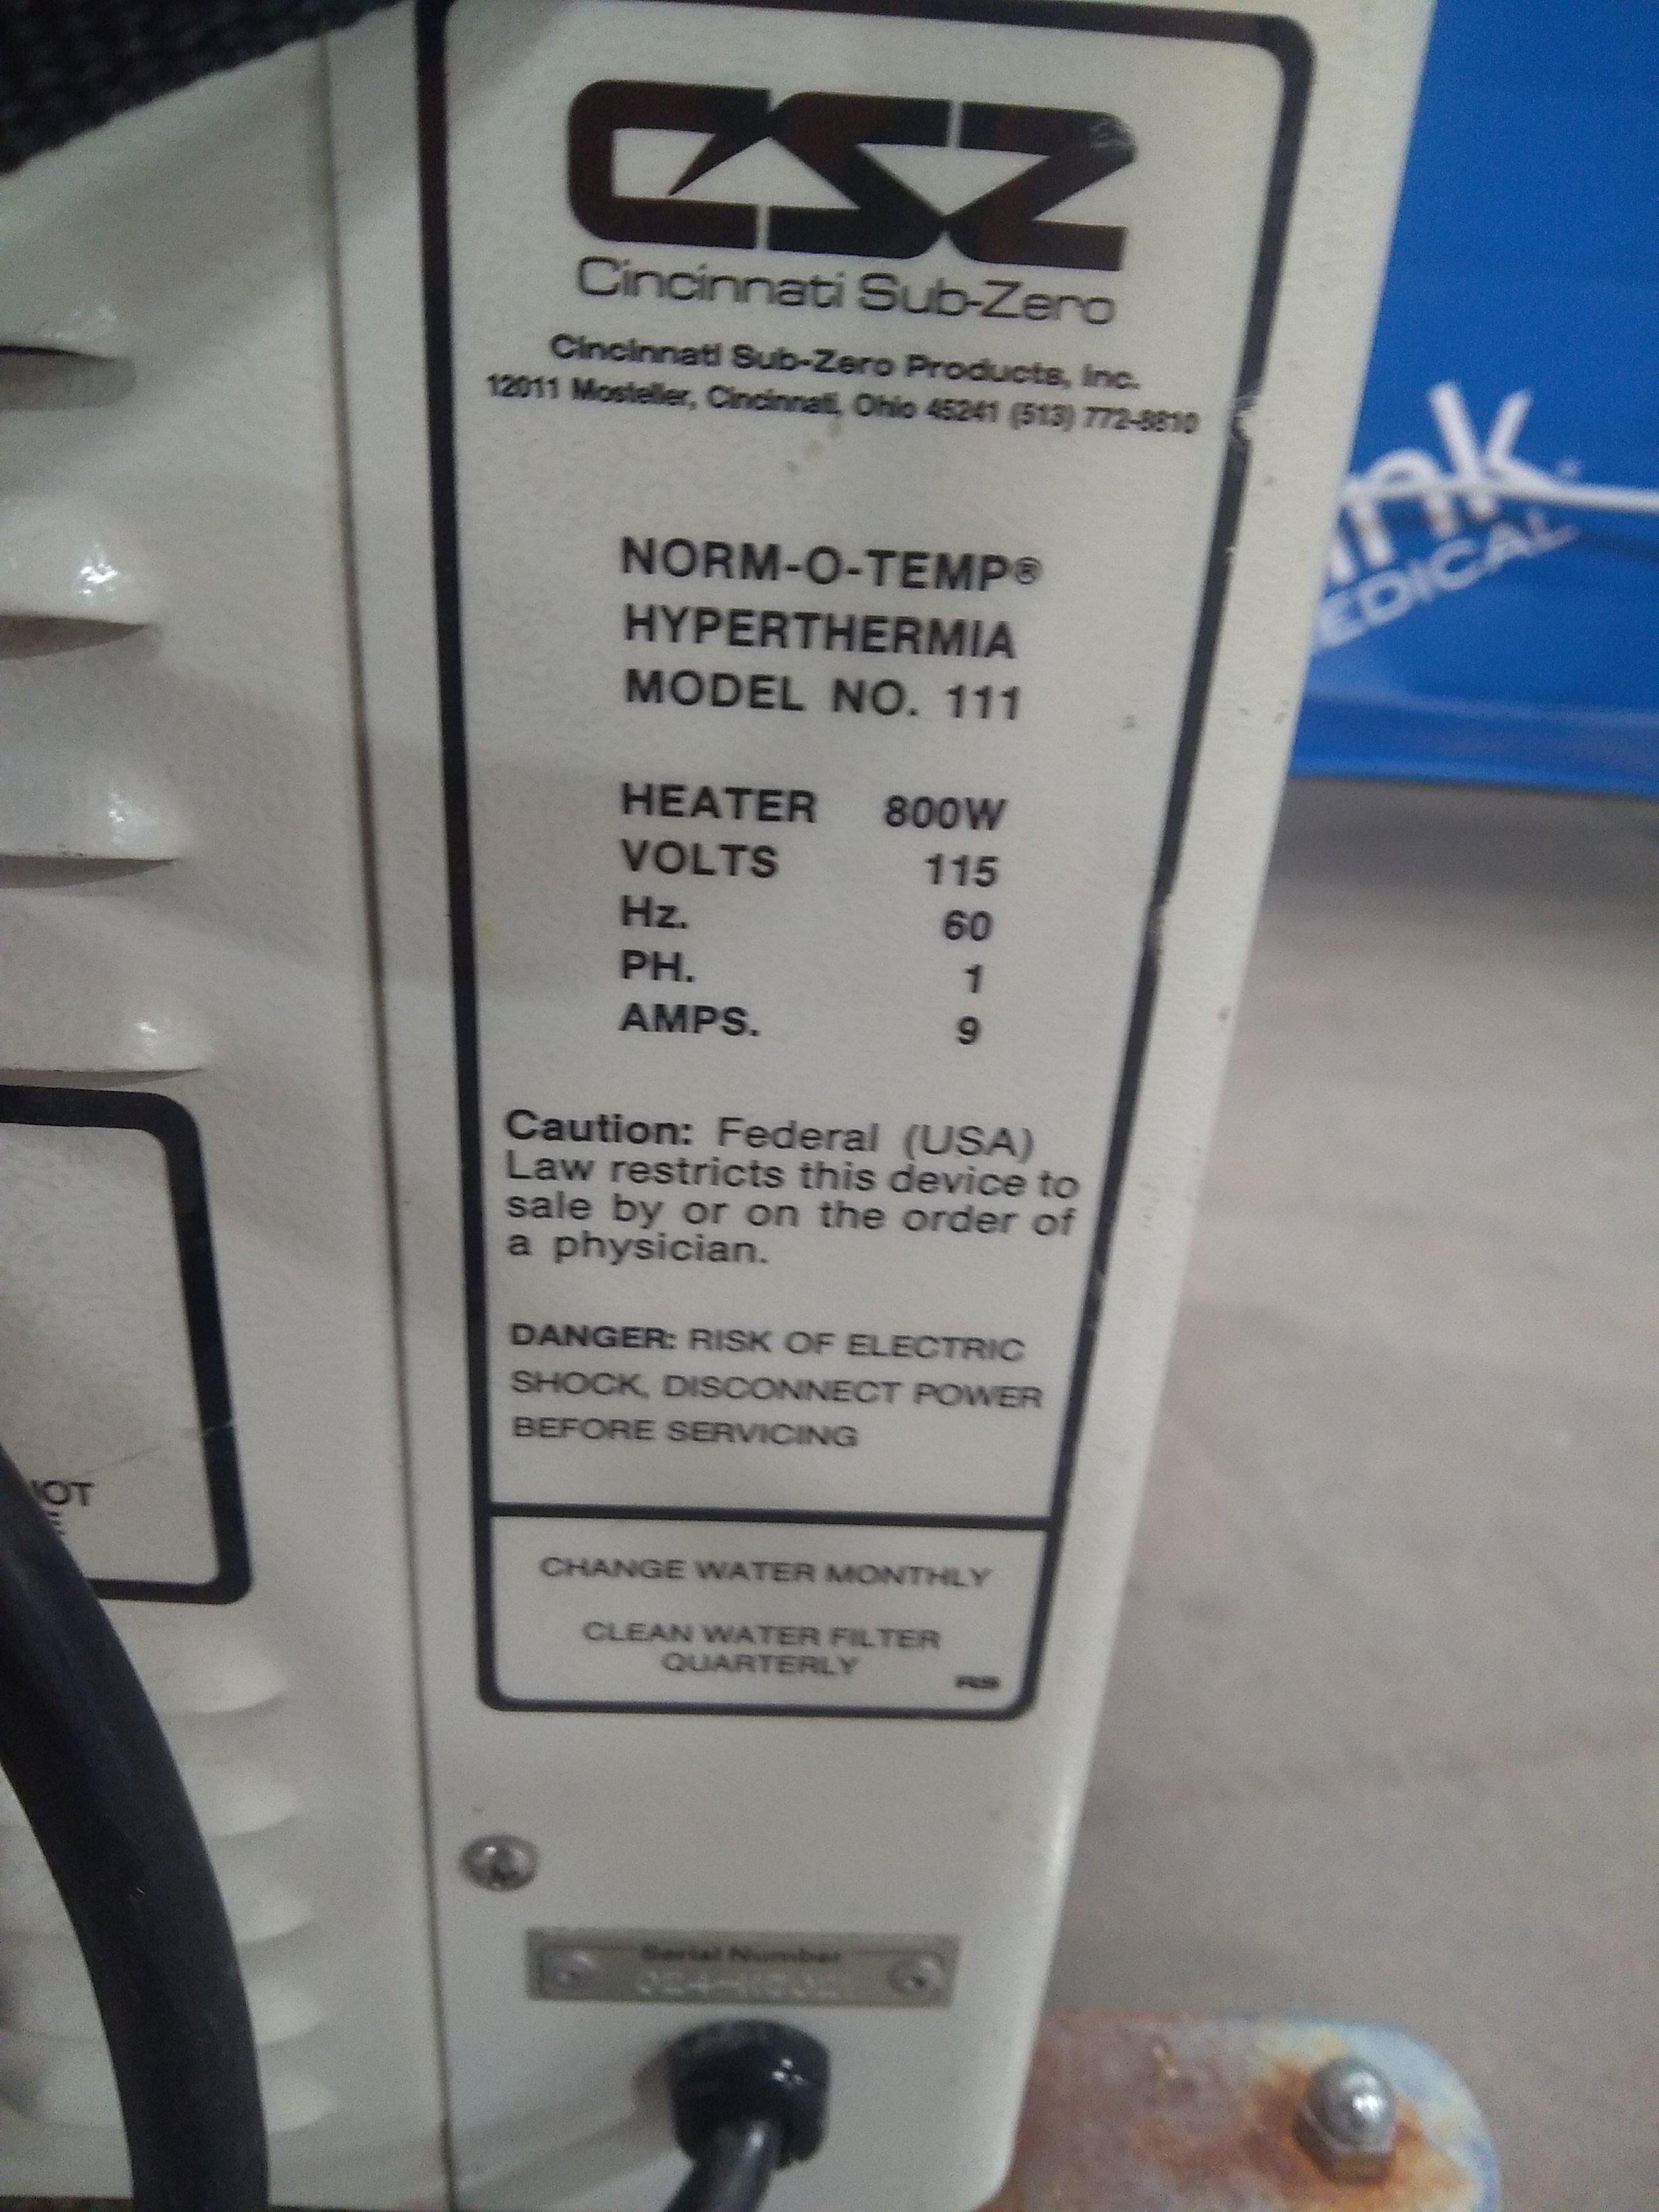 CSZ
Cincinnati Sub-Zero
Cincinnati Sub-Zero Products, Inc.
12011 Mosteller, Cincinnati, Ohio 45241 (513) 772-8810
NORM-O-TEMP®
HYPERTHERMIA
MODEL NO. 111
HEATER 800W
VOLTS 115
Hz. 60
PH. 1
AMPS. 9
Caution: Federal (USA)
Law restricts this device to
sale by or on the order of
a physician.
DANGER: RISK OF ELECTRIC
SHOCK, DISCONNECT POWER
BEFORE SERVICING
CHANGE WATER MONTHLY
CLEAN WATER FILTER
QUARTERLY
Serial Number